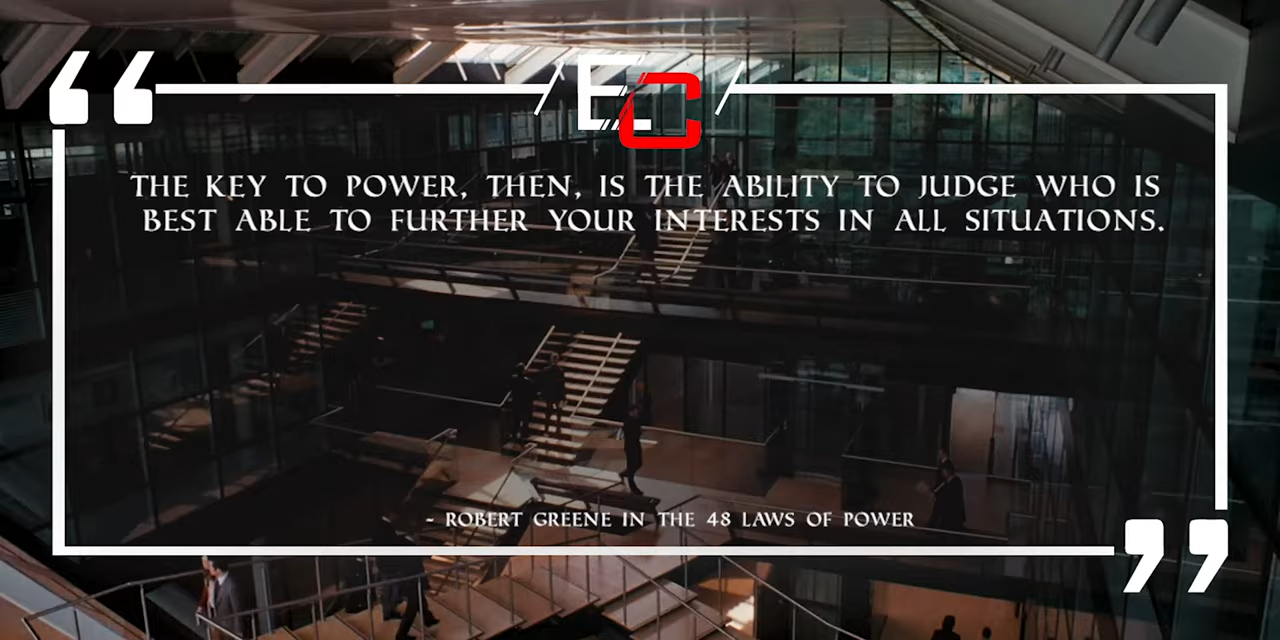 EC
THE KEY TO POWER, THEN, IS THE ABILITY TO JUDGE WHO IS
BEST ABLE TO FURTHER YOUR INTERESTS IN ALL SITUATIONS.
- ROBERT GREENE IN THE 48 LAWS OF POWER